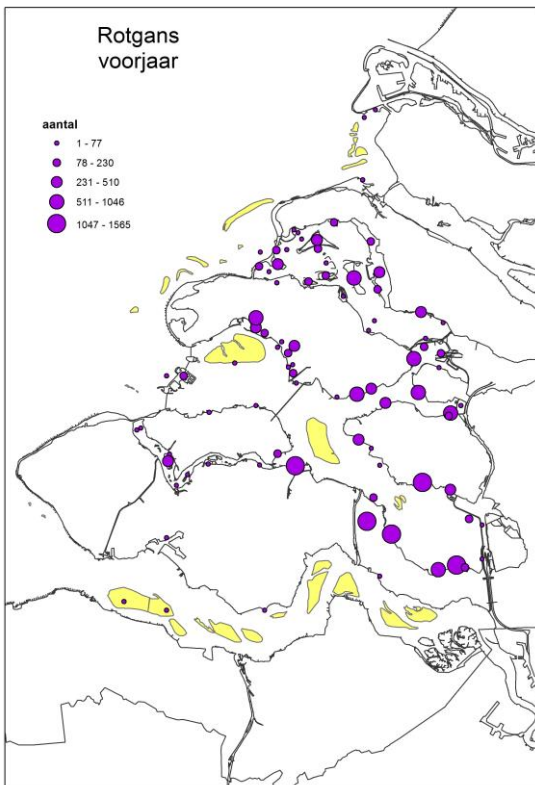 Rotgans
voorjaar
aantal
1 - 77
78 - 230
231 - 510
511 - 1046
1047 - 1565